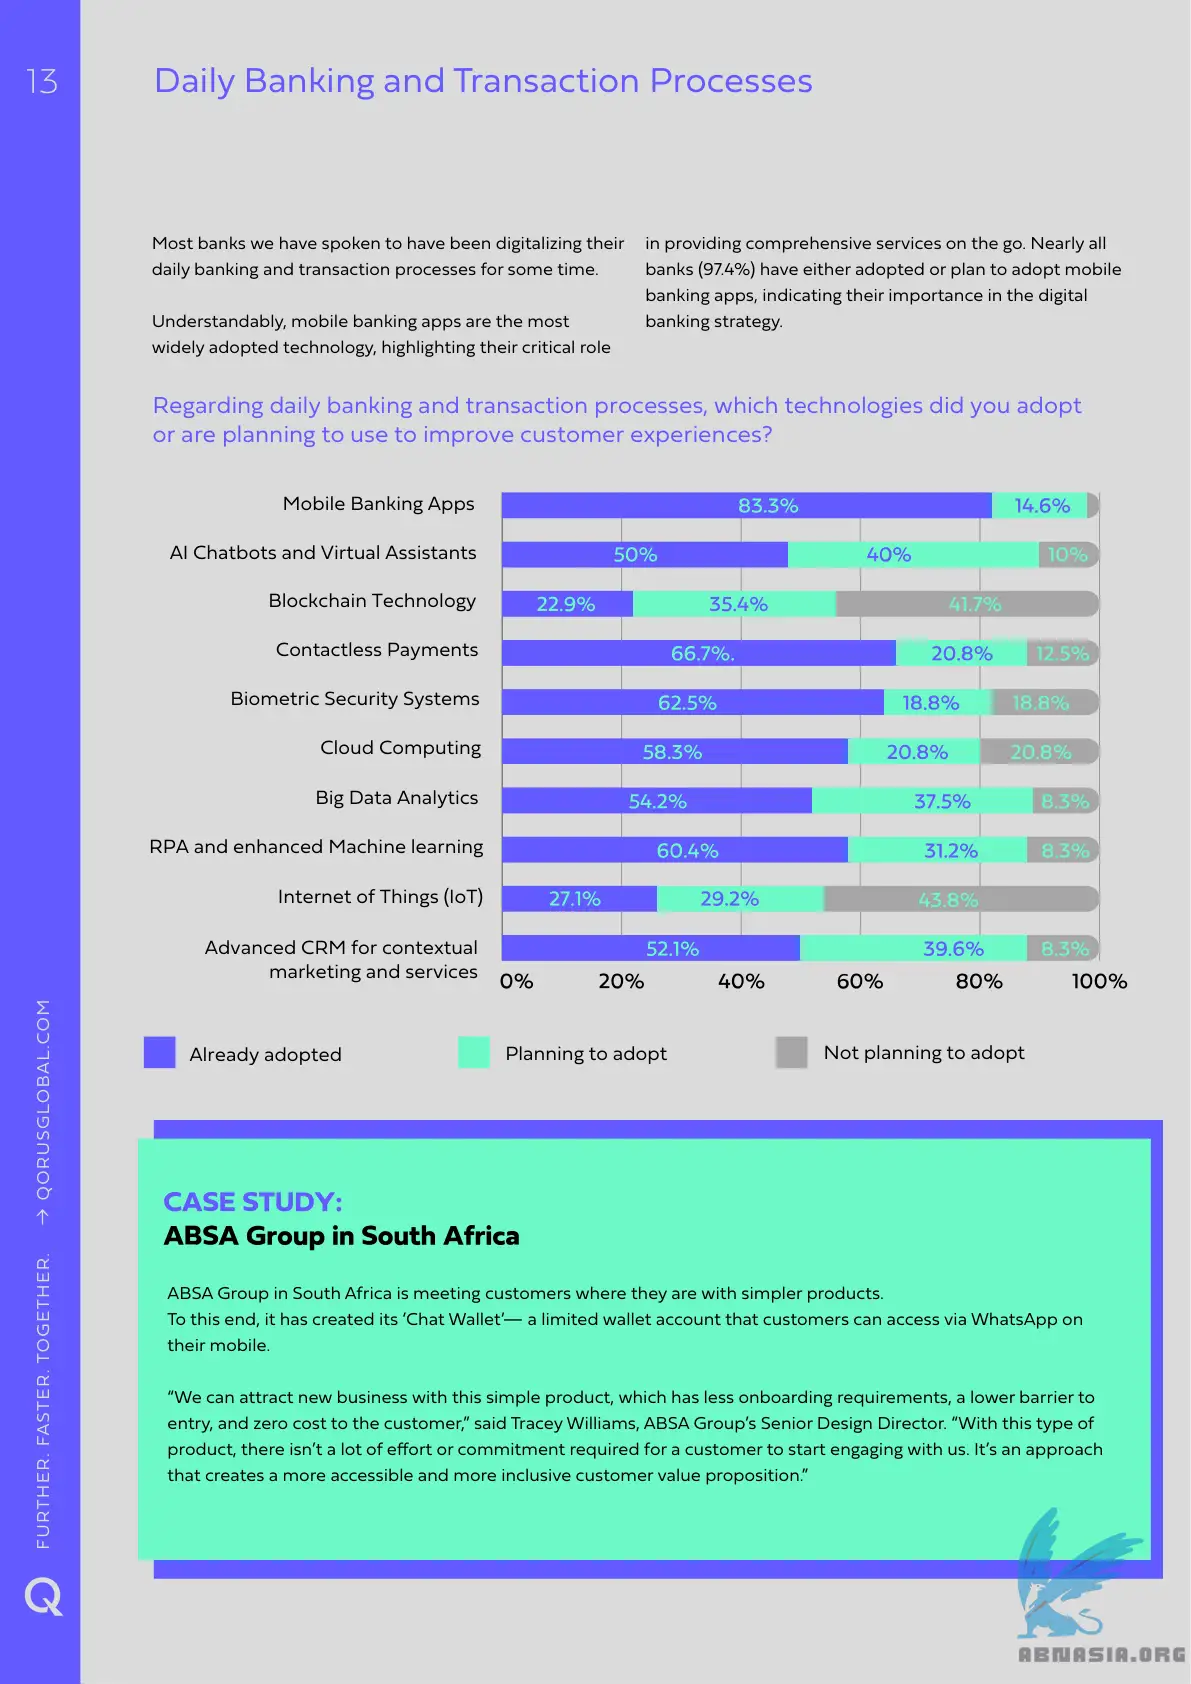 13
Daily Banking and Transaction Processes
Most banks we have spoken to have been digitalizing their
daily banking and transaction processes for some time.
Understandably, mobile banking apps are the most
widely adopted technology, highlighting their critical role
in providing comprehensive services on the go. Nearly all
banks (97.4%) have either adopted or plan to adopt mobile
banking apps, indicating their importance in the digital
banking strategy.
Regarding daily banking and transaction processes, which technologies did you adopt
or are planning to use to improve customer experiences?
Mobile Banking Apps 83.3% 14.6%
AI Chatbots and Virtual Assistants 50% 40% 10%
Blockchain Technology 22.9% 35.4% 41.7%
Contactless Payments 66.7%. 20.8% 12.5%
Biometric Security Systems 62.5% 18.8% 18.8%
Cloud Computing 58.3% 20.8% 20.8%
Big Data Analytics 54.2% 37.5% 8.3%
RPA and enhanced Machine learning 60.4% 31.2% 8.3%
Internet of Things (IoT) 27.1% 29.2% 43.8%
Advanced CRM for contextual
marketing and services 52.1% 39.6% 8.3%
0% 20% 40% 60% 80% 100%
Already adopted Planning to adopt Not planning to adopt
CASE STUDY:
ABSA Group in South Africa
ABSA Group in South Africa is meeting customers where they are with simpler products.
To this end, it has created its ‘Chat Wallet’— a limited wallet account that customers can access via WhatsApp on
their mobile.
“We can attract new business with this simple product, which has less onboarding requirements, a lower barrier to
entry, and zero cost to the customer,” said Tracey Williams, ABSA Group’s Senior Design Director. “With this type of
product, there isn’t a lot of effort or commitment required for a customer to start engaging with us. It’s an approach
that creates a more accessible and more inclusive customer value proposition.”
FURTHER. FASTER. TOGETHER. → QORUSGLOBAL.COM
Q
ABNASIA.ORG